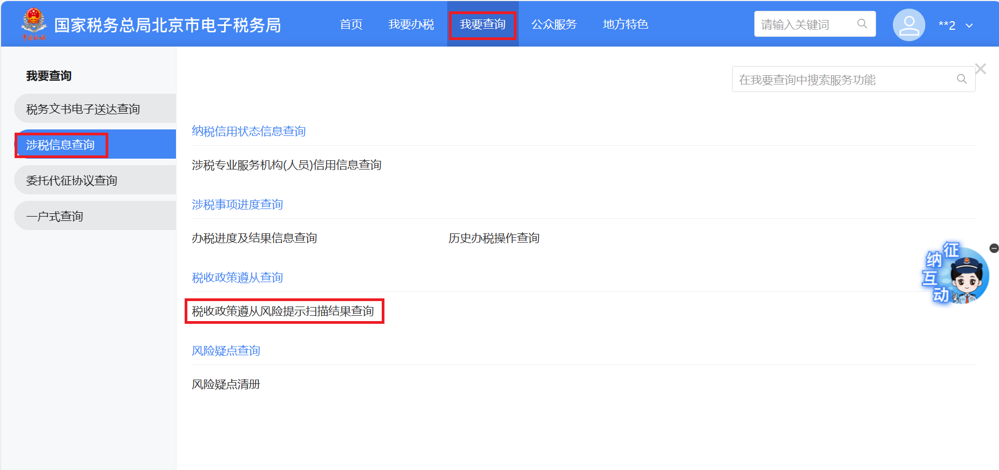 国家税务总局北京市电子税务局
首页 我要办税 我要查询 公众服务 地方特色 请输入关键词 **2
我要查询
税务文书电子送达查询
涉税信息查询
委托代征协议查询
一户式查询
在我要查询中搜索服务功能
纳税信用状态信息查询
涉税专业服务机构(人员)信用信息查询
涉税事项进度查询
办税进度及结果信息查询 历史办税操作查询
税收政策遵从查询
税收政策遵从风险提示扫描结果查询
风险疑点查询
风险疑点清册
征纳互动